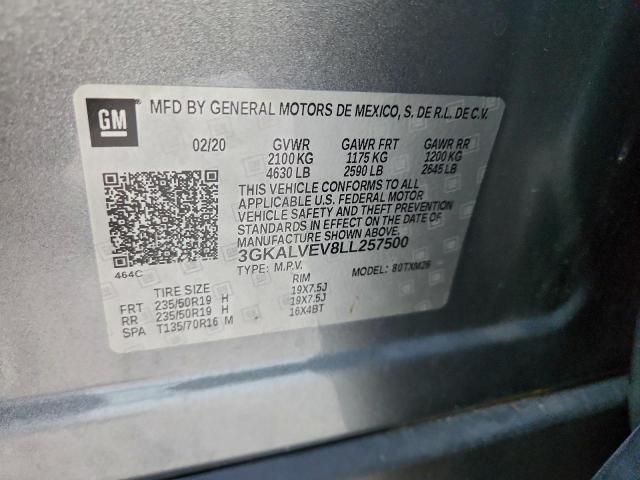 GM ® MFD BY GENERAL MOTORS DE MEXICO, S. DE R.L. DE C.V.
02/20 GVWR GAWR FRT GAWR RR
2100 KG 1175 KG 1200 KG
4630 LB 2590 LB 2645 LB
THIS VEHICLE CONFORMS TO ALL
APPLICABLE U.S. FEDERAL MOTOR
VEHICLE SAFETY AND THEFT PREVENTION
STANDARDS IN EFFECT ON THE DATE OF
MANUFACTURE SHOWN ABOVE.
3GKALVEV8LL257500
464C TYPE: M.P.V. MODEL: 80TXM26
TIRE SIZE RIM
FRT 235/50R19 H 19X7.5J
RR 235/50R19 H 19X7.5J
SPA T135/70R16 M 16X4BT